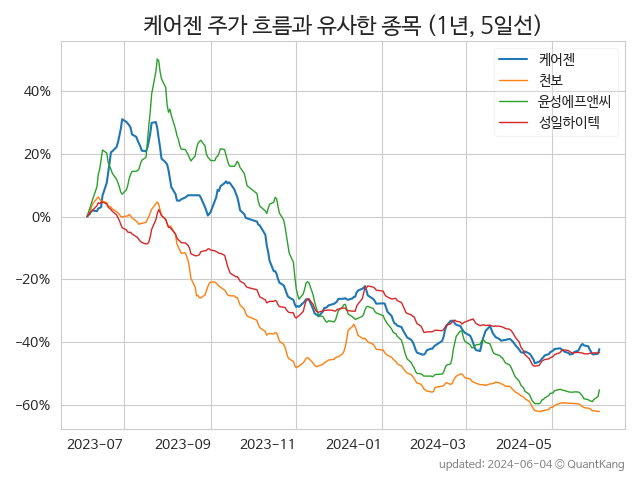 케어젠 주가 흐름과 유사한 종목 (1년, 5일선)
케어젠
천보
윤성에프앤씨
성일하이텍
40%
20%
0%
−20%
−40%
−60%
2023-07 2023-09 2023-11 2024-01 2024-03 2024-05
updated: 2024-06-04 © QuantKang